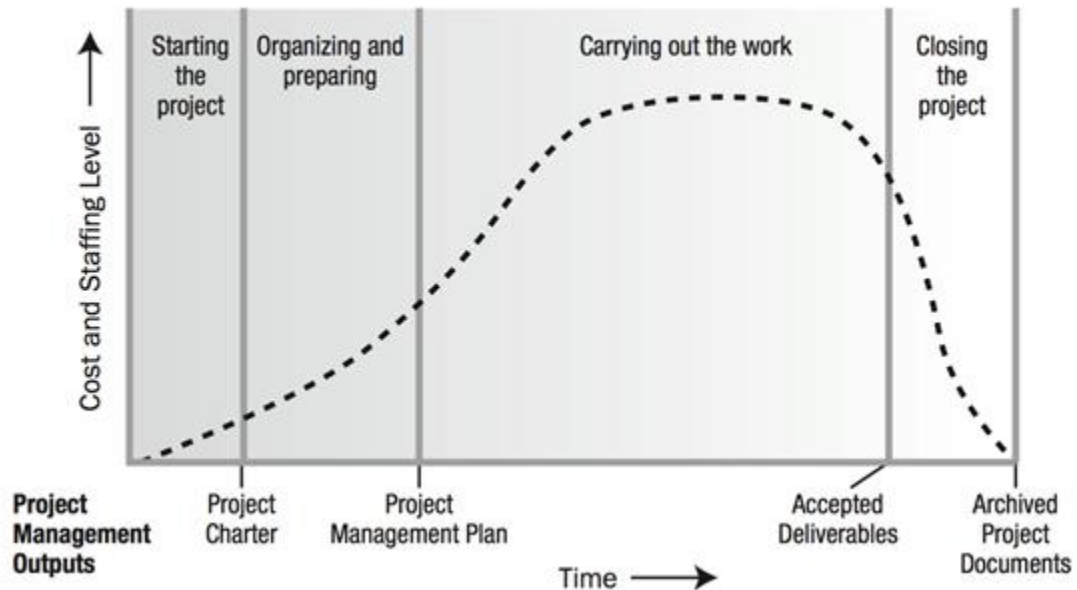 Starting
the
project
Organizing and
preparing
Carrying out the work
Closing
the
project
Cost and Staffing Level
Project
Management
Outputs
Project
Charter
Project
Management Plan
Accepted
Deliverables
Archived
Project
Documents
Time